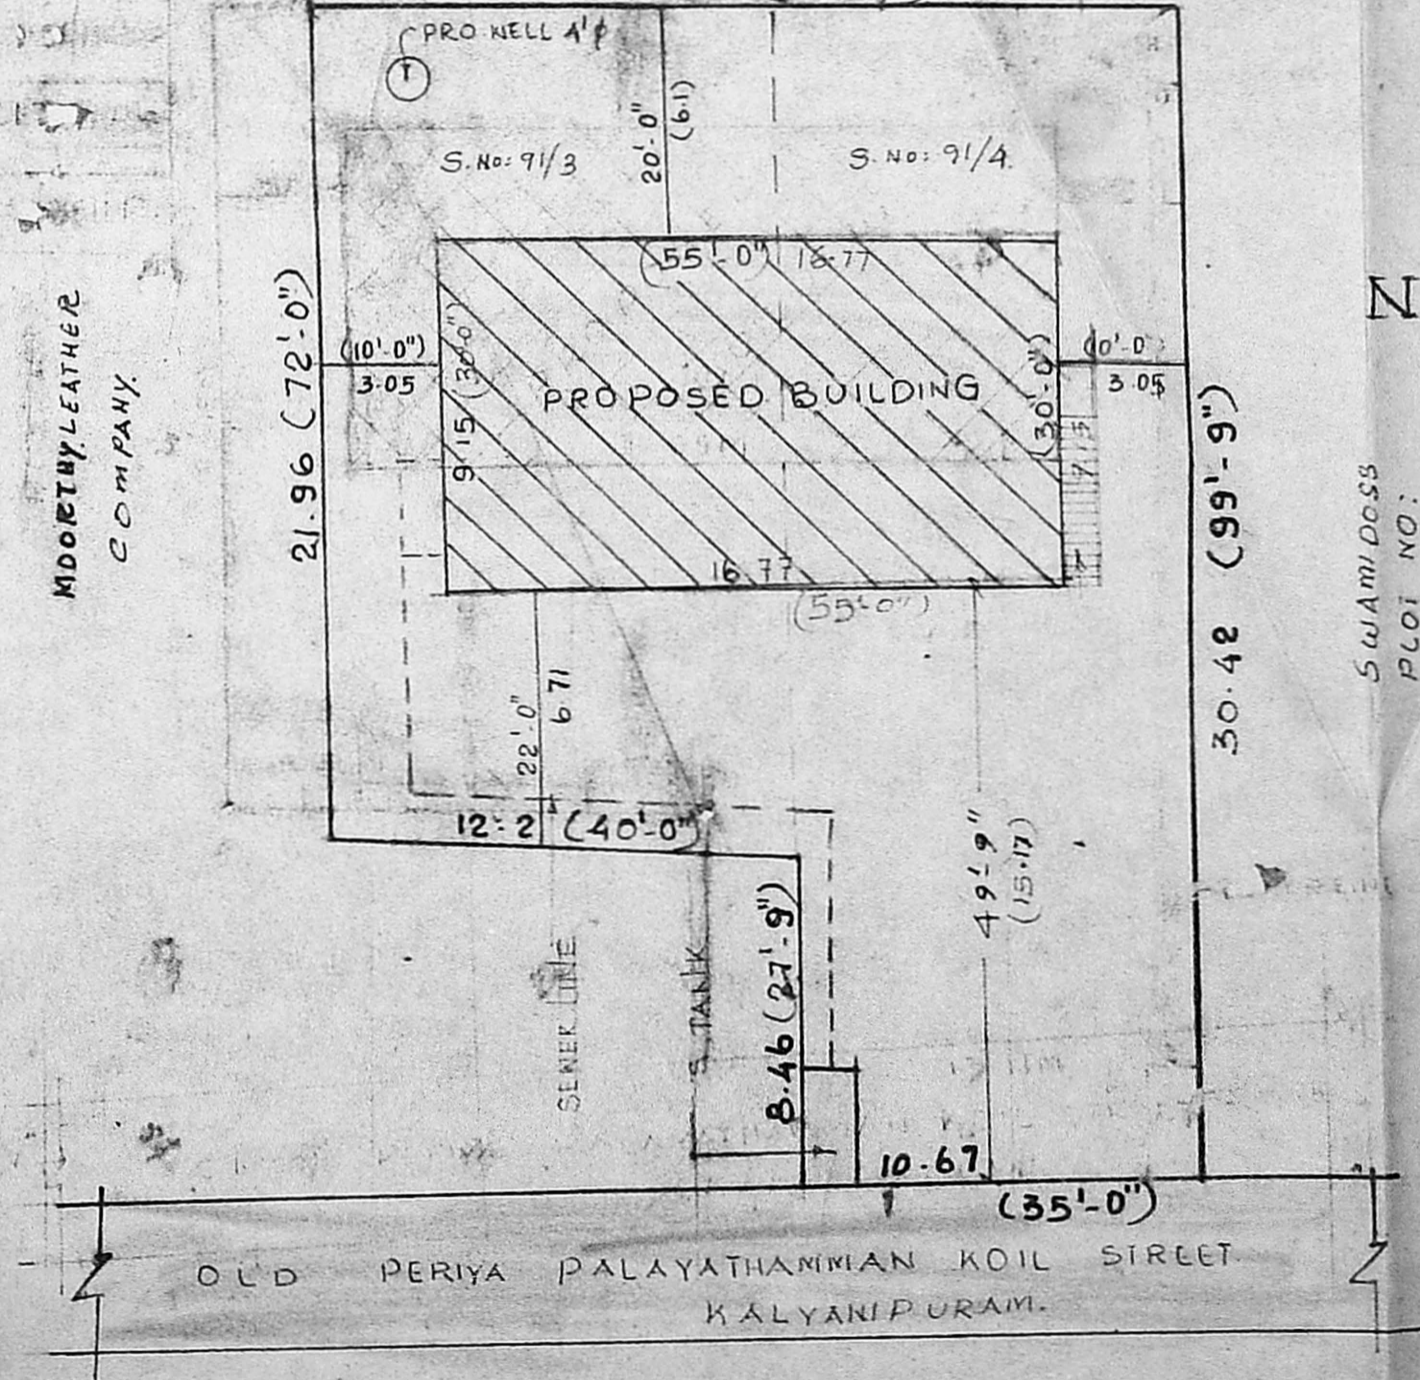 PRO WELL 4'φ
20'-0"
(6.1)
S.No: 91/3
S.No: 91/4
(55'-0") 16.77
(10'-0")
3.05
9.15 (30'-0")
PROPOSED BUILDING
(30'-0")
(10'-0")
3.05
N
21.96 (72'-0")
MOORTHY LEATHER
COMPANY.
30.42 (99'-9")
SWAMIDOSS
PLOT NO:
16.77
(55'-0")
22'-0"
6.71
12.2 (40'-0")
49'-9"
(15.17)
8.46 (27'-9")
SEWER LINE
S.TANK
10.67
(35'-0")
OLD PERIYA PALAYATHAMMAN KOIL STREET
KALYANIPURAM.